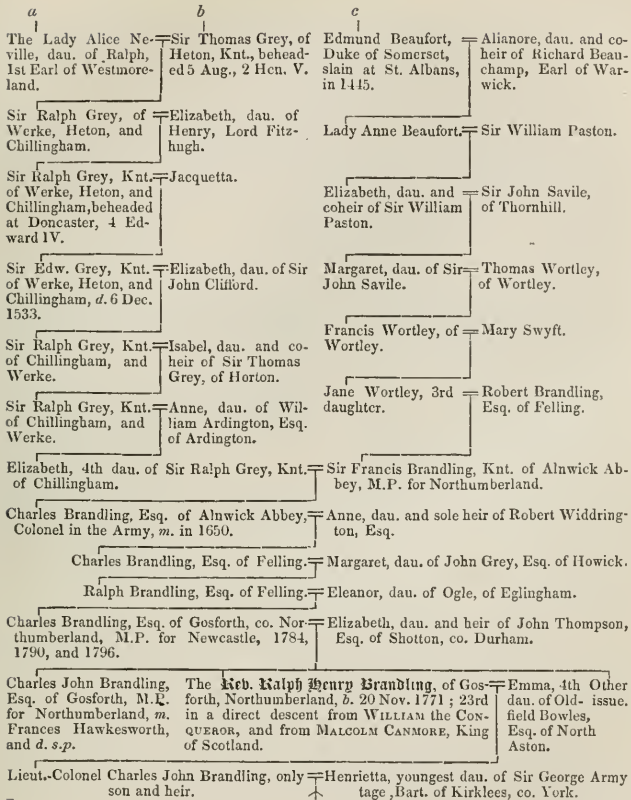 a
b
c
The Lady Alice Ne-
ville, dau. of Ralph,
1st Earl of Westmore-
land.
Sir Thomas Grey, of
Heton, Knt., behead-
ed 5 Aug., 2 Hen. V.
Edmund Beaufort,
Duke of Somerset,
slain at St. Albans,
in 1445.
Alianore, dau. and co-
heir of Richard Beau-
champ, Earl of War-
wick.
Sir Ralph Grey, of
Werke, Heton, and
Chillingham.
Elizabeth, dau. of
Henry, Lord Fitz-
hugh.
Lady Anne Beaufort.
Sir William Paston.
Sir Ralph Grey, Knt.
of Werke, Heton, and
Chillingham, beheaded
at Doncaster, 4 Ed-
ward IV.
Jacquetta.
Elizabeth, dau. and
coheir of Sir William
Paston.
Sir John Savile,
of Thornhill.
Sir Edw. Grey, Knt.
of Werke, Heton, and
Chillingham, d. 6 Dec.
1533.
Elizabeth, dau. of Sir
John Clifford.
Margaret, dau. of Sir
John Savile.
Thomas Wortley,
of Wortley.
Francis Wortley, of
Wortley.
Mary Swyft.
Sir Ralph Grey, Knt.
of Chillingham, and
Werke.
Isabel, dau. and co-
heir of Sir Thomas
Grey, of Horton.
Jane Wortley, 3rd
daughter.
Robert Brandling,
Esq. of Felling.
Sir Ralph Grey, Knt.
of Chillingham, and
Werke.
Anne, dau. of Wil-
liam Ardington, Esq.
of Ardington.
Elizabeth, 4th dau. of Sir Ralph Grey, Knt.
of Chillingham.
Sir Francis Brandling, Knt. of Alnwick Ab-
bey, M.P. for Northumberland.
Charles Brandling, Esq. of Alnwick Abbey,
Colonel in the Army, m. in 1650.
Anne, dau. and sole heir of Robert Widdring-
ton, Esq.
Charles Brandling, Esq. of Felling.
Margaret, dau. of John Grey, Esq. of Howick.
Ralph Brandling, Esq. of Felling.
Eleanor, dau. of Ogle, of Eglingham.
Charles Brandling, Esq. of Gosforth, co. Nor-
thumberland, M.P. for Newcastle, 1784,
1790, and 1796.
Elizabeth, dau. and heir of John Thompson,
Esq. of Shotton, co. Durham.
Charles John Brandling,
Esq. of Gosforth, M.P.
for Northumberland, m.
Frances Hawkesworth,
and d. s.p.
The Rev. Ralph Henry Brandling, of Gos-
forth, Northumberland, b. 20 Nov. 1771; 23rd
in a direct descent from WILLIAM the CON-
QUEROR, and from MALCOLM CANMORE, King
of Scotland.
Emma, 4th
dau. of Old-
field Bowles,
Esq. of North
Aston.
Other
issue.
Lieut.-Colonel Charles John Brandling, only
son and heir.
Henrietta, youngest dau. of Sir George Army
tage, Bart. of Kirklees, co. York.